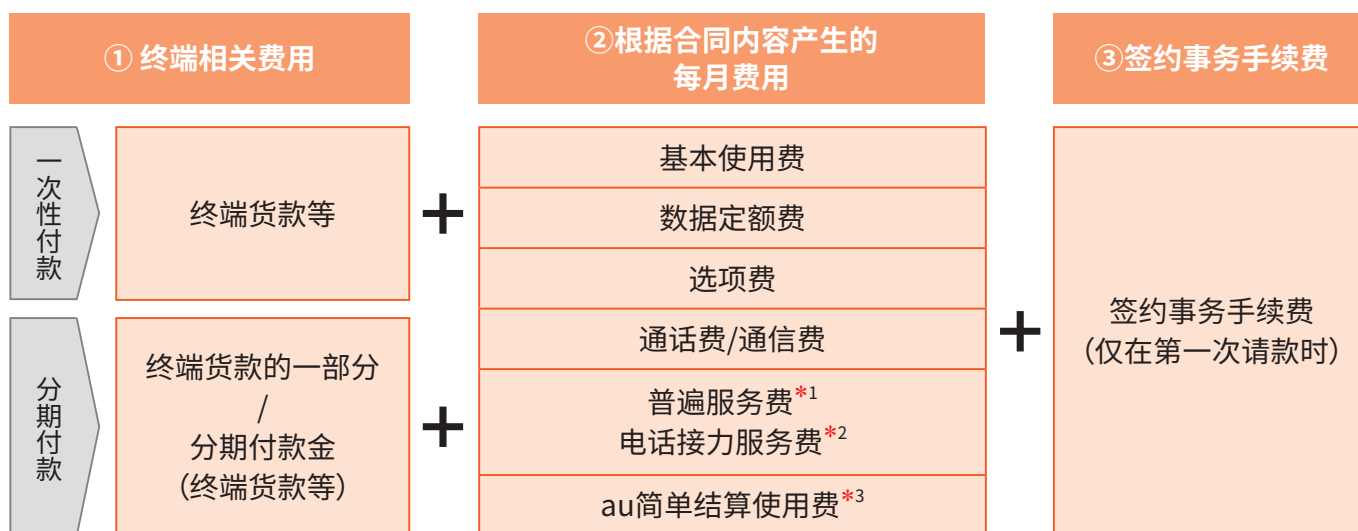 ① 终端相关费用
②根据合同内容产生的
每月费用
③签约事务手续费
一次性付款
终端货款等
+
基本使用费
数据定额费
选项费
通话费/通信费
普遍服务费*1
电话接力服务费*2
au简单结算使用费*3
+
签约事务手续费
（仅在第一次请款时）
分期付款
终端货款的一部分
/
分期付款金
（终端货款等）
+